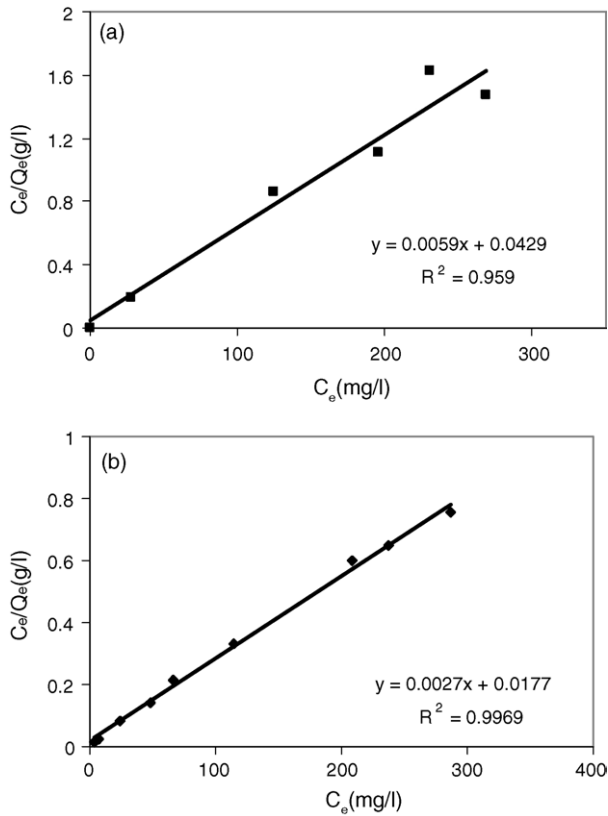 (a)
1.6
1.2
0.8
0.4
0
Cₑ/Qₑ(g/l)
y = 0.0059x + 0.0429
R² = 0.959
0 100 200 300
Cₑ(mg/l)
(b)
1
0.8
0.6
0.4
0.2
0
Cₑ/Qₑ(g/l)
y = 0.0027x + 0.0177
R² = 0.9969
0 100 200 300 400
Cₑ(mg/l)